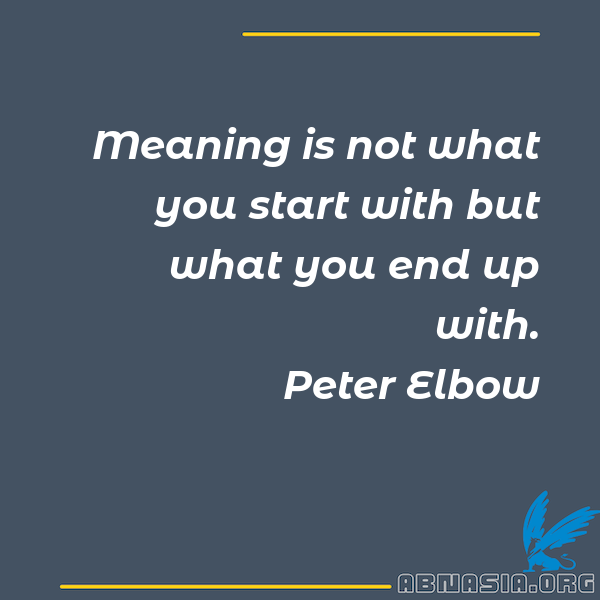 Meaning is not what
you start with but
what you end up
with.
Peter Elbow
ABNASIA.ORG